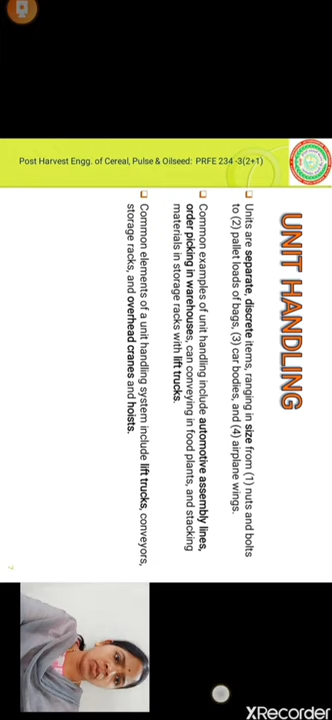 Post Harvest Engg. of Cereal, Pulse & Oilseed: PRFE 234 -3(2+1)
UNIT HANDLING
❑ Units are separate, discrete items, ranging in size from (1) nuts and bolts
to (2) pallet loads of bags, (3) car bodies, and (4) airplane wings.
❑ Common examples of unit handling include automotive assembly lines,
order picking in warehouses, can conveying in food plants, and stacking
materials in storage racks with lift trucks.
❑ Common elements of a unit handling system include lift trucks, conveyors,
storage racks, and overhead cranes and hoists.
7
XRecorder